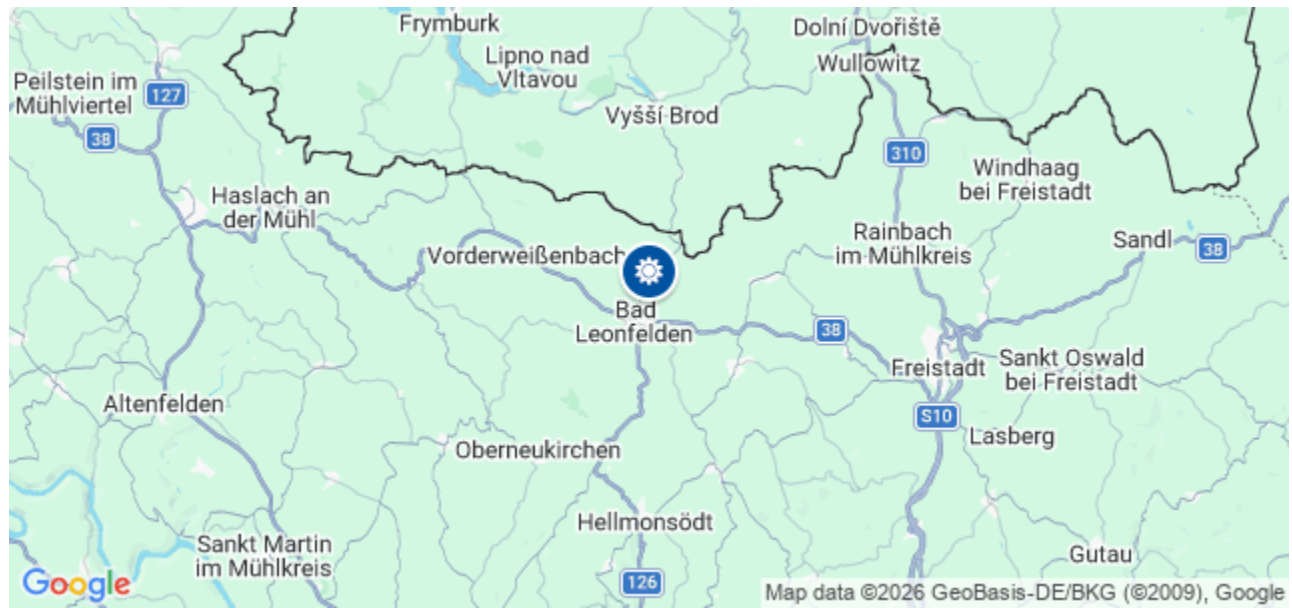 Frymburk
Dolní Dvořiště
Lipno nad
Vltavou
Wullowitz
Peilstein im
Mühlviertel
127
Vyšší Brod
38
310
Windhaag
bei Freistadt
Haslach an
der Mühl
Rainbach
im Mühlkreis
Sandl
38
Vorderweißenbach
Bad
Leonfelden
38
Freistadt
Sankt Oswald
bei Freistadt
Altenfelden
S10
Lasberg
Oberneukirchen
Hellmonsödt
Sankt Martin
im Mühlkreis
Gutau
126
Google
Map data ©2026 GeoBasis-DE/BKG (©2009), Google